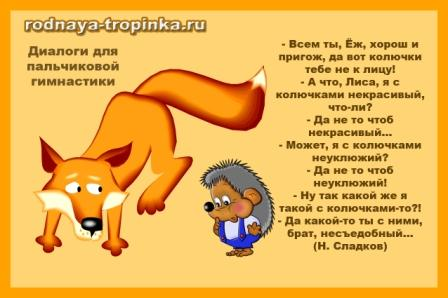 rodnaya-tropinka.ru
Диалоги для
пальчиковой
гимнастики
- Всем ты, Ёж, хорош и
пригож, да вот колючки
тебе не к лицу!
- А что, Лиса, я с
колючками некрасивый,
что-ли?
- Да не то чтоб
некрасивый...
- Может, я с колючками
неуклюжий?
- Да не то чтоб
неуклюжий!
- Ну так какой же я
такой с колючками-то?!
- Да какой-то ты с ними,
брат, несъедобный...
(Н. Сладков)